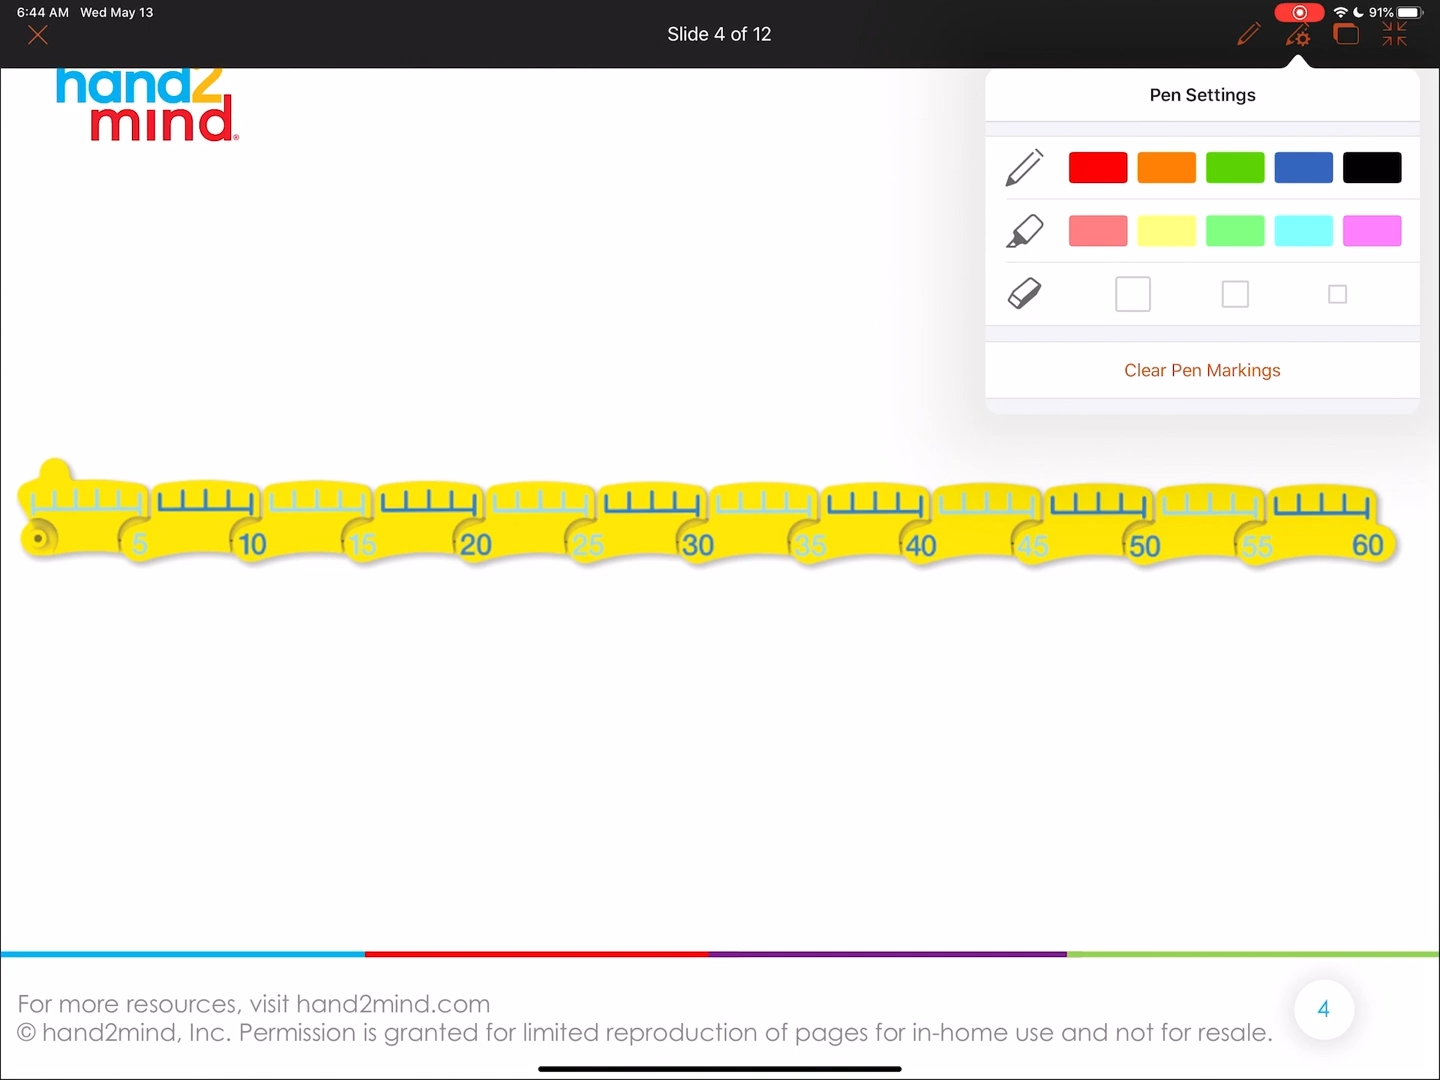 6:44 AM Wed May 13
91%
Slide 4 of 12
hand2
mind®
Pen Settings
Clear Pen Markings
5 10 15 20 25 30 35 40 45 50 55 60
For more resources, visit hand2mind.com
© hand2mind, Inc. Permission is granted for limited reproduction of pages for in-home use and not for resale.
4